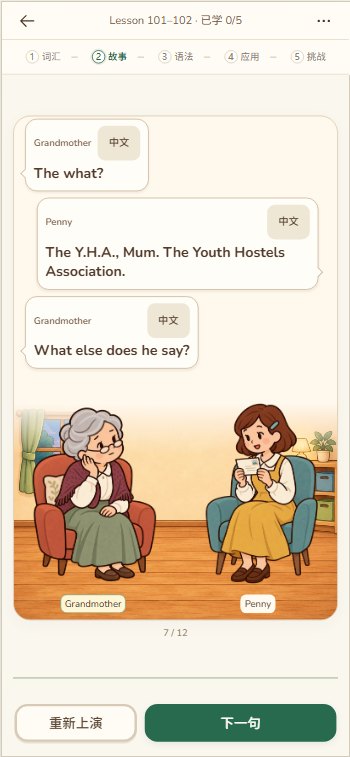 Lesson 101–102 · 已学 0/5
1 词汇 – 2 故事 – 3 语法 – 4 应用 – 5 挑战
Grandmother 中文
The what?
Penny 中文
The Y.H.A., Mum. The Youth Hostels
Association.
Grandmother 中文
What else does he say?
Grandmother Penny
7 / 12
重新上演 下一句